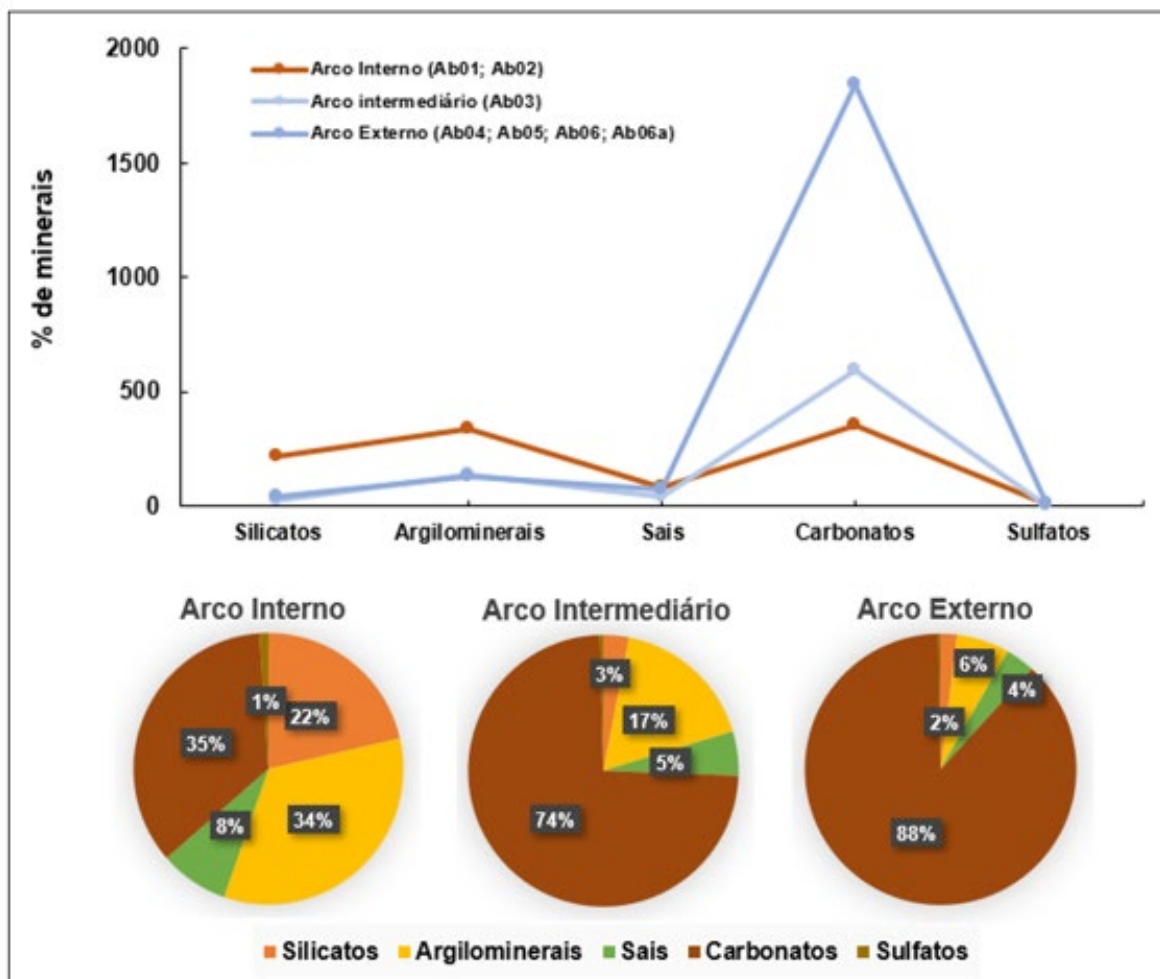 2000
1500
1000
500
0
% de minerais
Arco Interno (Ab01; Ab02)
Arco intermediário (Ab03)
Arco Externo (Ab04; Ab05; Ab06; Ab06a)
Silicatos Argilominerais Sais Carbonatos Sulfatos
Arco Interno
1%
22%
35%
8%
34%
Arco Intermediário
3%
17%
5%
74%
Arco Externo
6%
4%
2%
88%
Silicatos Argilominerais Sais Carbonatos Sulfatos